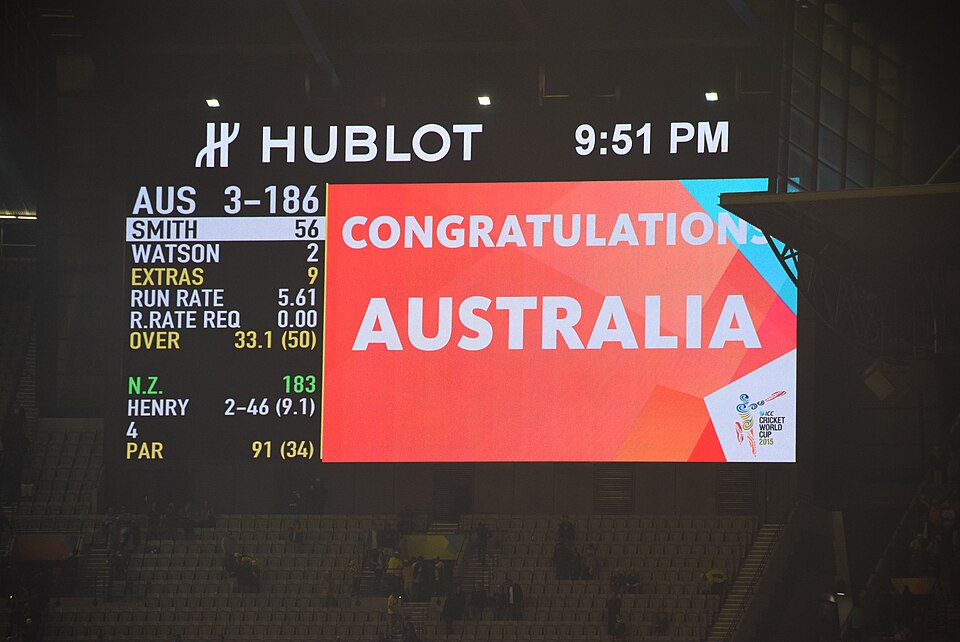 HUBLOT 9:51 PM
AUS 3-186
SMITH 56
WATSON 2
EXTRAS 9
RUN RATE 5.61
R.RATE REQ 0.00
OVER 33.1 (50)
N.Z. 183
HENRY 2-46 (9.1)
4
PAR 91 (34)
CONGRATULATIONS
AUSTRALIA
ICC
CRICKET
WORLD
CUP
2015